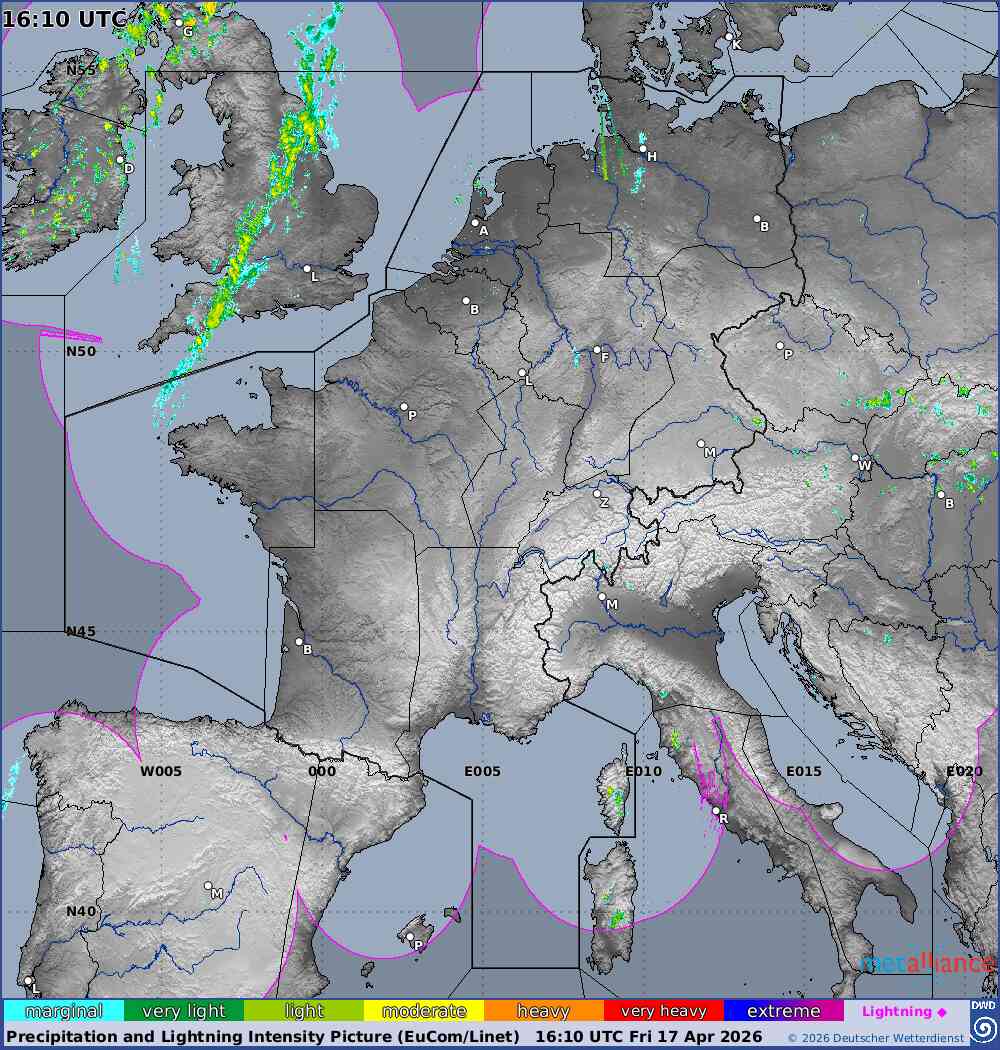 16:10 UTC
G
K
N55
D
H
A
B
L
B
N50
F
P
L
P
M
W
Z
B
M
N45
B
W005
000
E005
E010
E015
E020
R
M
N40
P
metalliance
L
marginal very light light moderate heavy very heavy extreme Lightning ◆
DWD
Precipitation and Lightning Intensity Picture (EuCom/Linet) 16:10 UTC Fri 17 Apr 2026 © 2026 Deutscher Wetterdienst